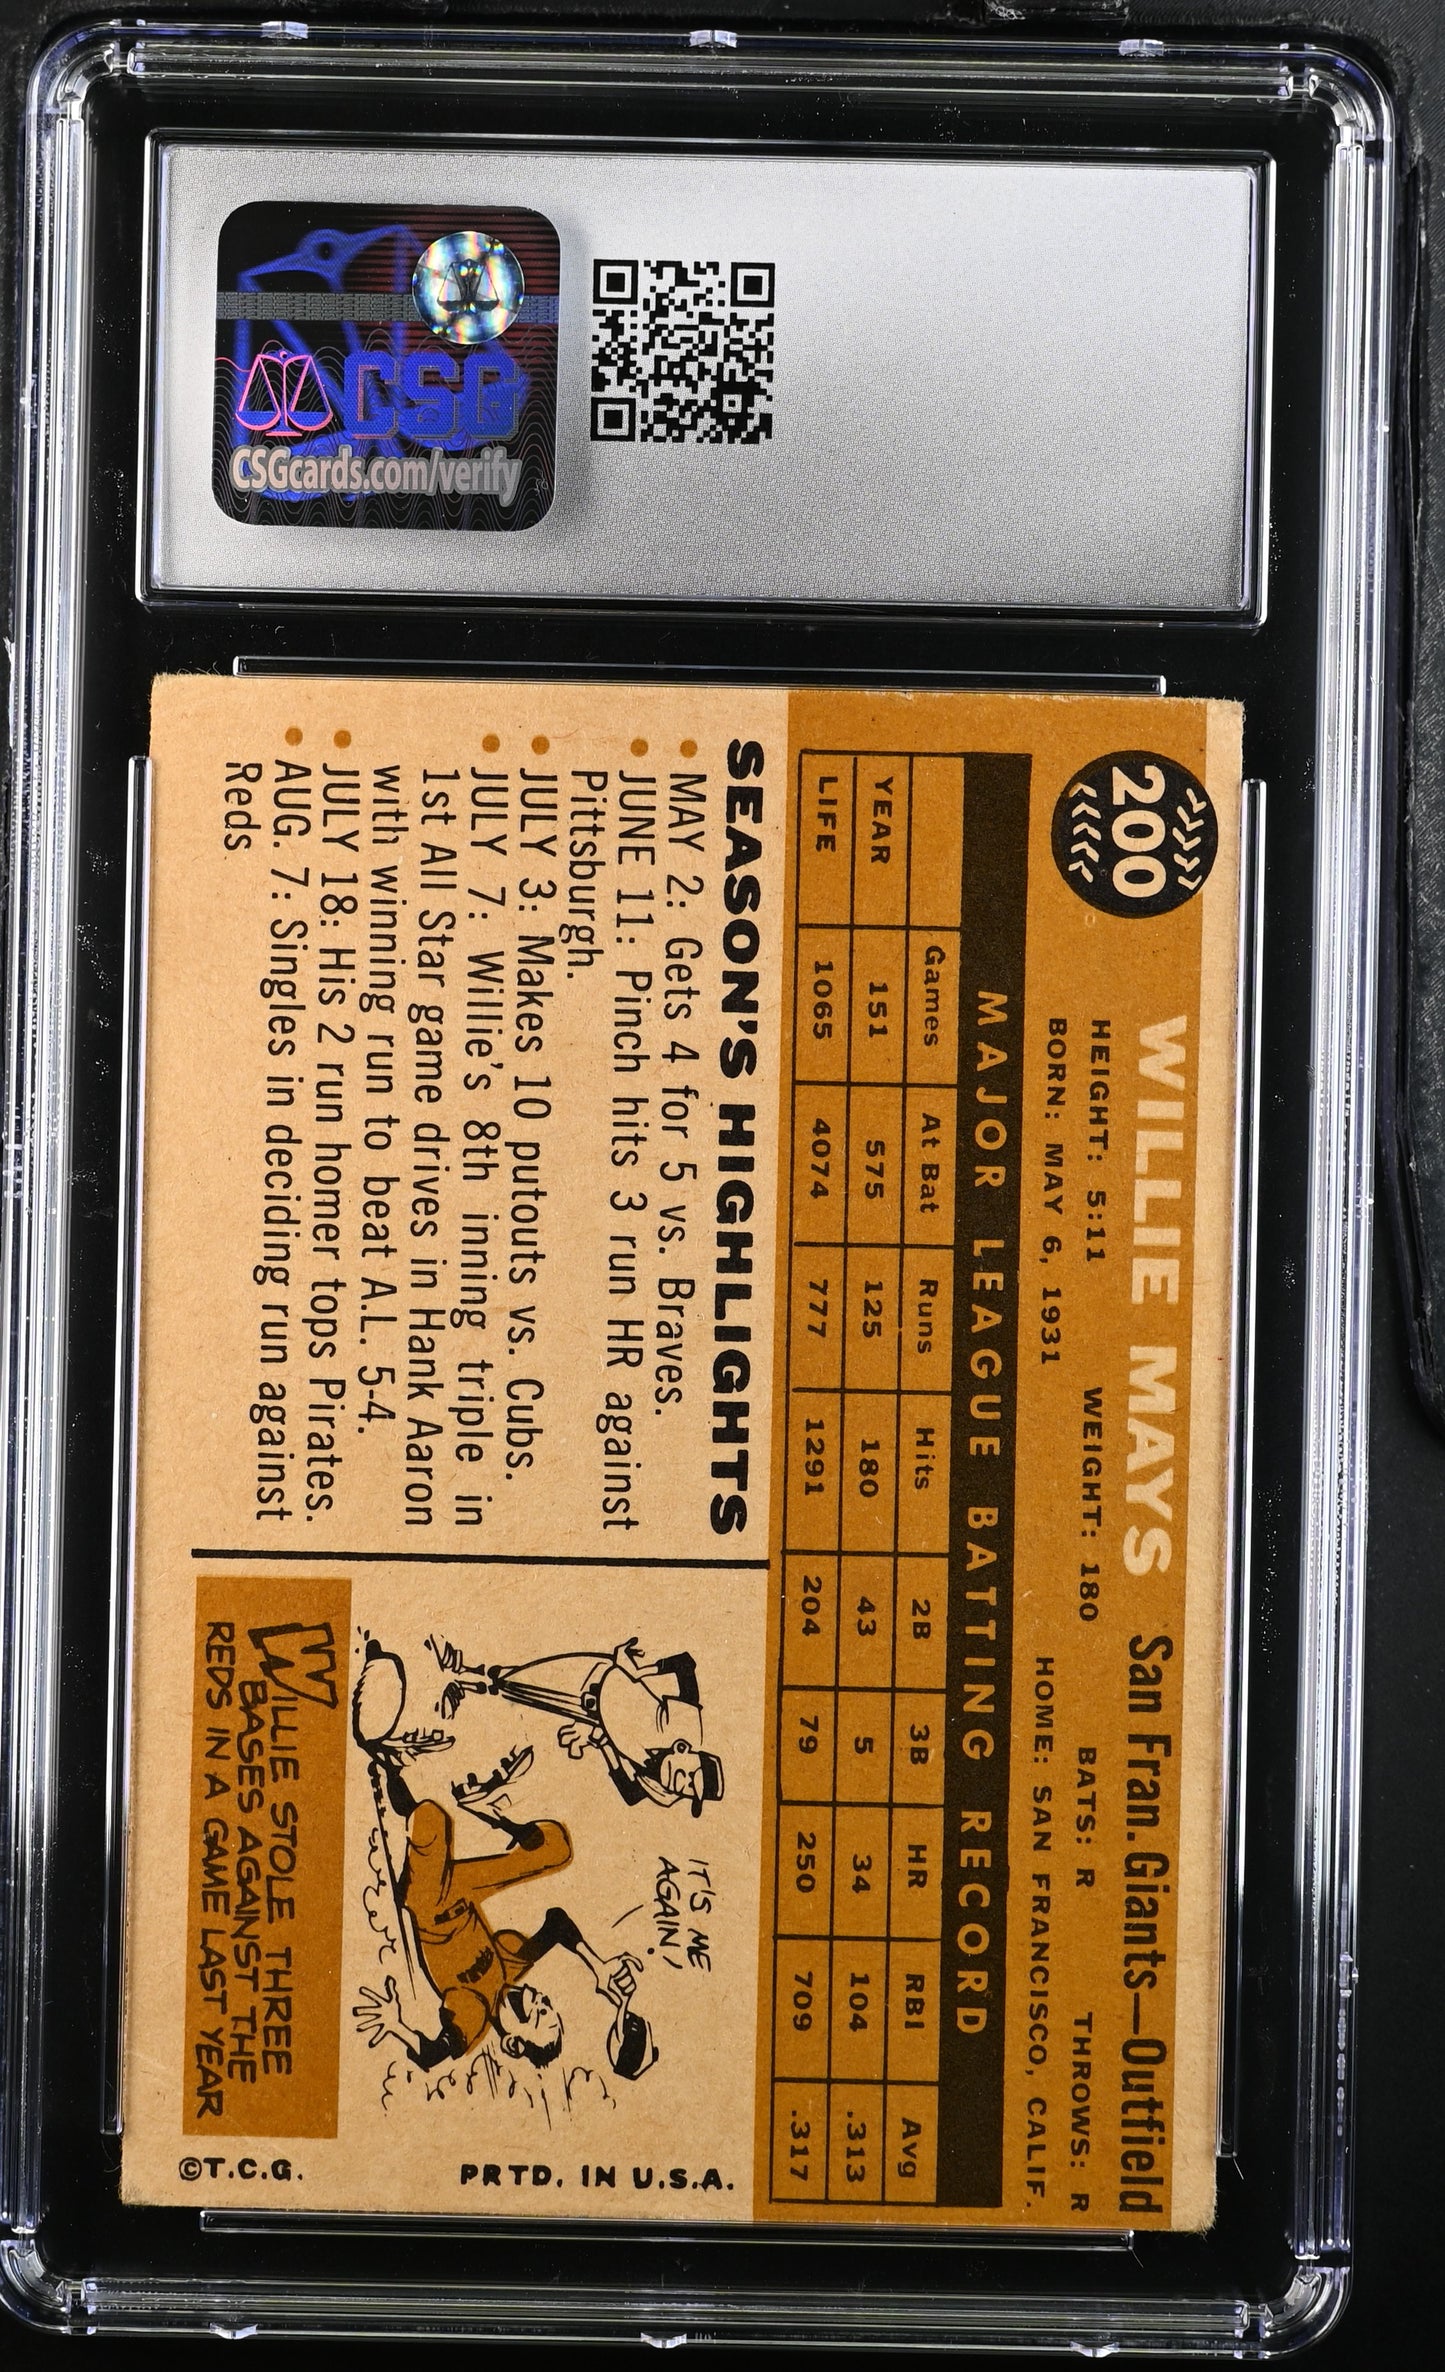 CSG
CSGcards.com/verify
200
WILLIE MAYS San Fran. Giants—Outfield
HEIGHT: 5:11 WEIGHT: 180 BATS: R THROWS: R
BORN: MAY 6, 1931 HOME: SAN FRANCISCO, CALIF.
MAJOR LEAGUE BATTING RECORD
Games At Bat Runs Hits 2B 3B HR RBI Avg
YEAR 151 575 125 180 43 5 34 104 .313
LIFE 1065 4074 777 1291 204 79 250 709 .317
SEASON'S HIGHLIGHTS
• MAY 2: Gets 4 for 5 vs. Braves.
• JUNE 11: Pinch hits 3 run HR against
Pittsburgh.
• JULY 3: Makes 10 putouts vs. Cubs.
• JULY 7: Willie's 8th inning triple in
1st All Star game drives in Hank Aaron
with winning run to beat A.L. 5-4.
• JULY 18: His 2 run homer tops Pirates.
• AUG. 7: Singles in deciding run against
Reds
IT'S ME
AGAIN!
WILLIE STOLE THREE
BASES AGAINST THE
REDS IN A GAME LAST YEAR
©T.C.G. PRTD. IN U.S.A.